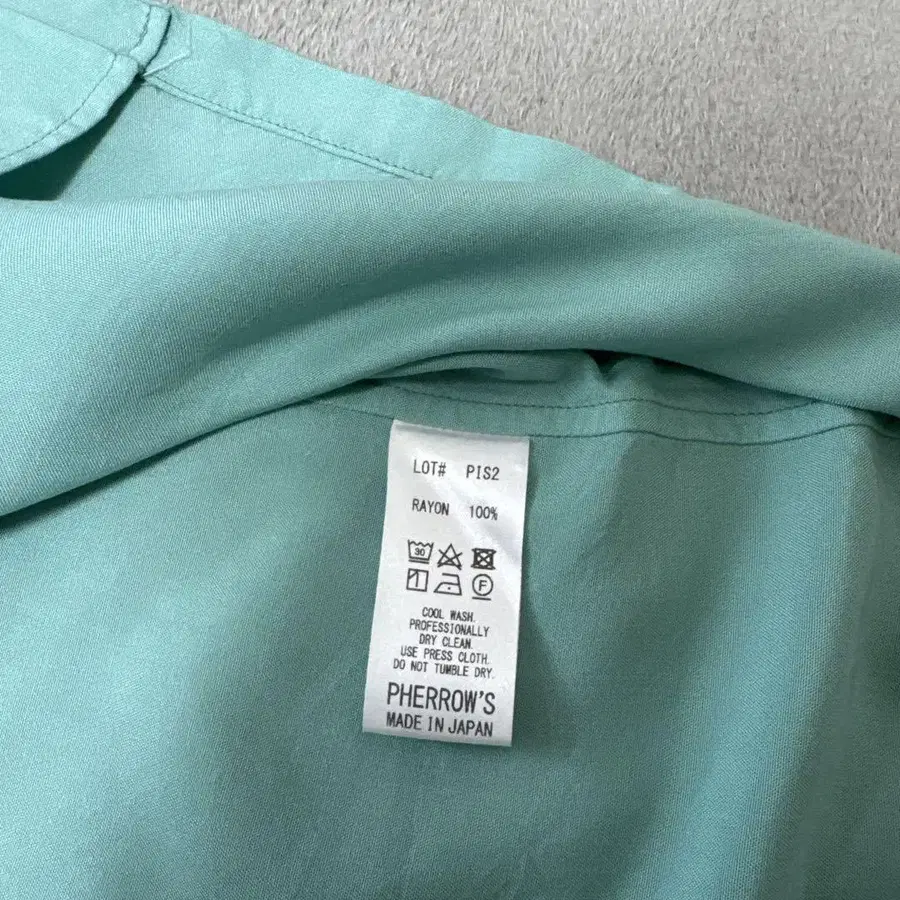 LOT# PIS2
RAYON 100%
30
F
COOL WASH.
PROFESSIONALLY
DRY CLEAN.
USE PRESS CLOTH.
DO NOT TUMBLE DRY.
PHERROW'S
MADE IN JAPAN